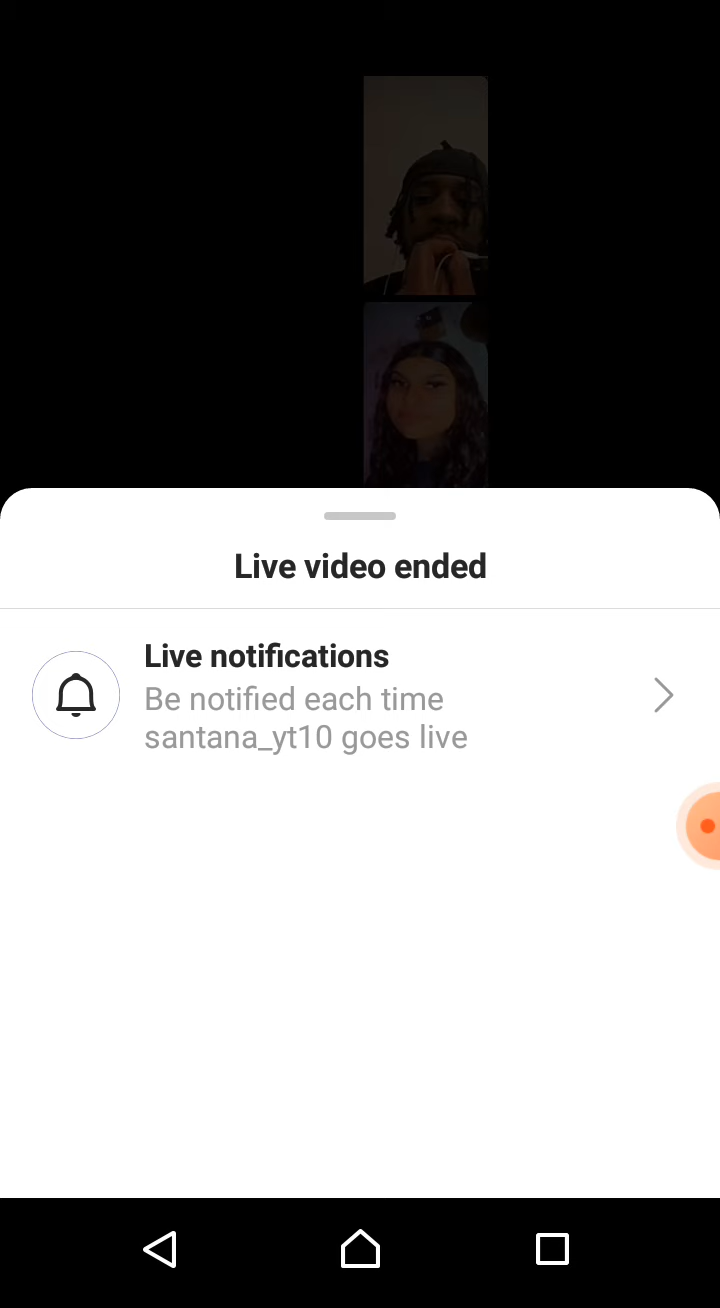 Live video ended
Live notifications
Be notified each time
santana_yt10 goes live